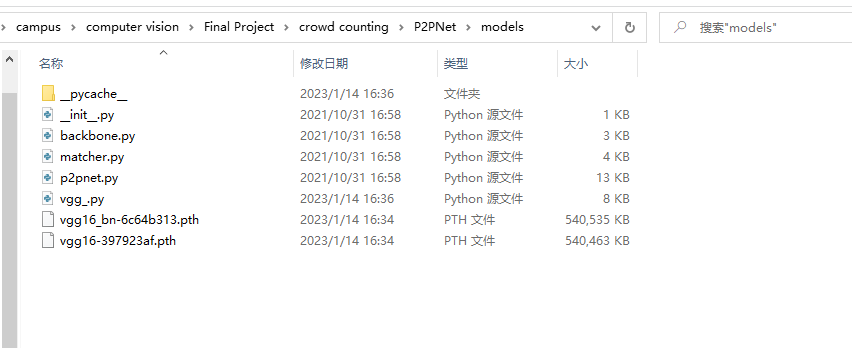 campus computer vision Final Project crowd counting P2PNet models 搜索"models"
名称 修改日期 类型 大小
__pycache__ 2023/1/14 16:36 文件夹
__init__.py 2021/10/31 16:58 Python 源文件 1 KB
backbone.py 2021/10/31 16:58 Python 源文件 3 KB
matcher.py 2021/10/31 16:58 Python 源文件 4 KB
p2pnet.py 2021/10/31 16:58 Python 源文件 13 KB
vgg_.py 2023/1/14 16:36 Python 源文件 8 KB
vgg16_bn-6c64b313.pth 2023/1/14 16:34 PTH 文件 540,535 KB
vgg16-397923af.pth 2023/1/14 16:34 PTH 文件 540,463 KB